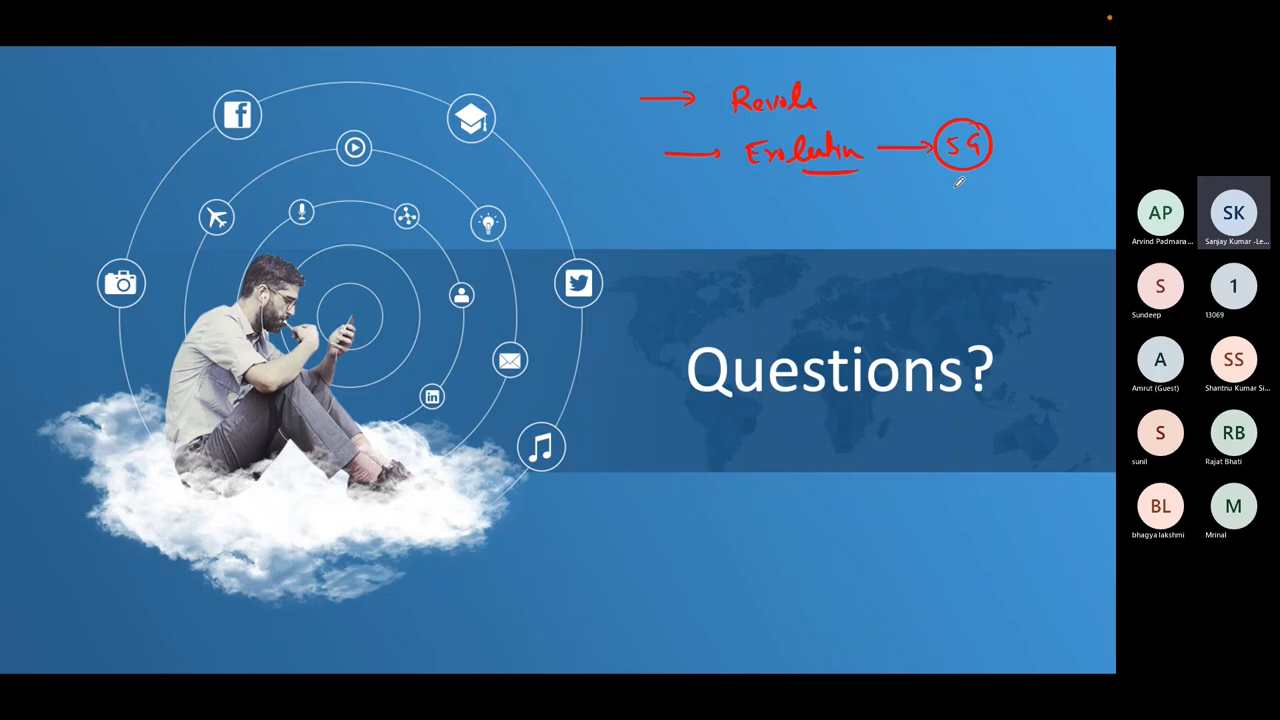 → Revolu
→ Evolution → 5G
Questions?
AP
SK
Arvind Padmana...
Sanjay Kumar -Le...
S
1
Sundeep
13069
A
SS
Amrut (Guest)
Shantnu Kumar Si...
S
RB
sunil
Rajat Bhati
BL
M
bhagya lakshmi
Mrinal